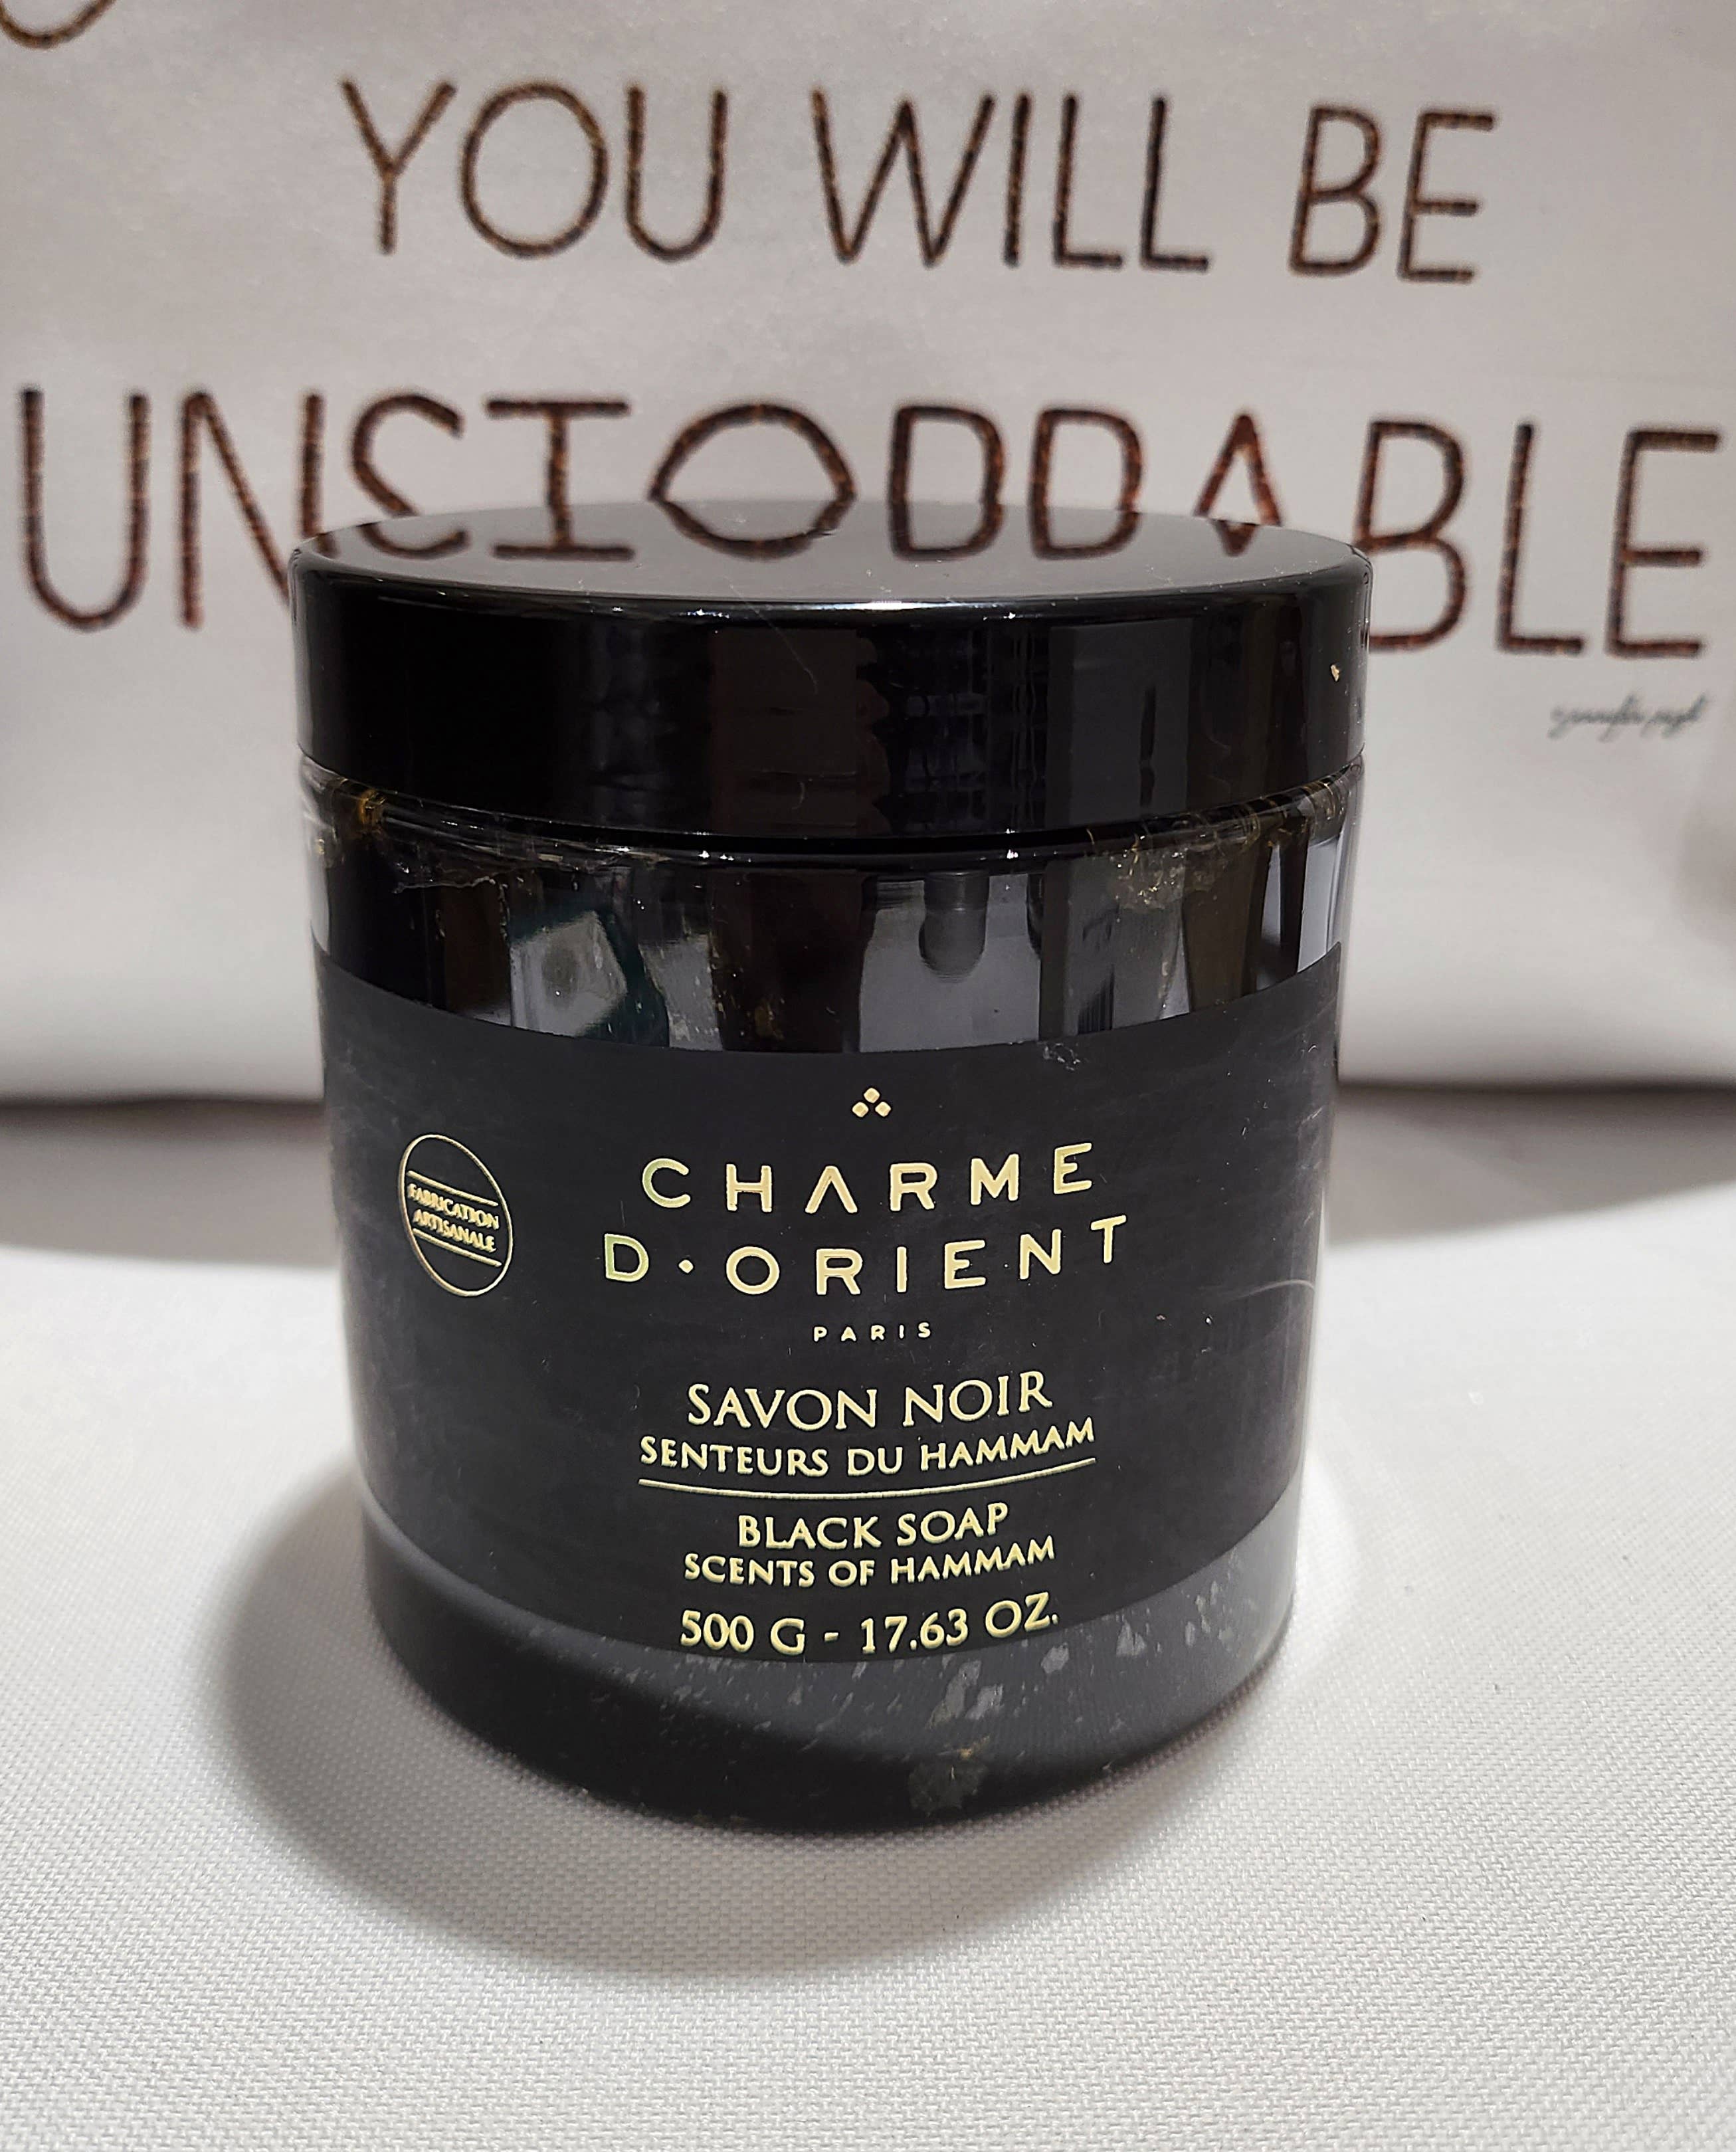 YOU WILL BE
UNSTOPPABLE
FABRICATION
ARTISANALE
CHARME
D·ORIENT
PARIS
SAVON NOIR
SENTEURS DU HAMMAM
BLACK SOAP
SCENTS OF HAMMAM
500 G - 17.63 OZ.